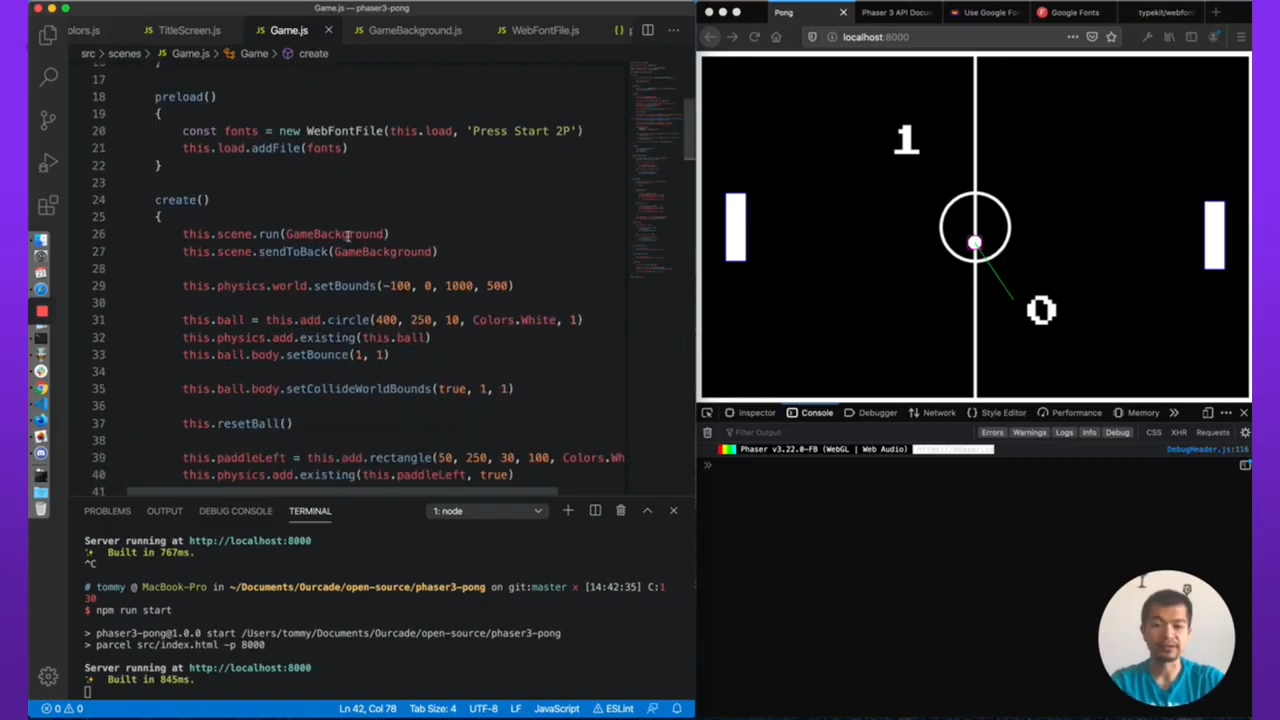 Game.js — phaser3-pong
olors.js
TitleScreen.js
Game.js
GameBackground.js
WebFontFile.js
src > scenes > Game.js > Game > create
17
18 preload()
19 {
20 const fonts = new WebFontFile(this.load, 'Press Start 2P')
21 this.load.addFile(fonts)
22 }
23
24 create()
25 {
26 this.scene.run(GameBackground)
27 this.scene.sendToBack(GameBackground)
28
29 this.physics.world.setBounds(-100, 0, 1000, 500)
30
31 this.ball = this.add.circle(400, 250, 10, Colors.White, 1)
32 this.physics.add.existing(this.ball)
33 this.ball.body.setBounce(1, 1)
35 this.ball.body.setCollideWorldBounds(true, 1, 1)
36
37 this.resetBall()
38
39 this.paddleLeft = this.add.rectangle(50, 250, 30, 100, Colors.Wh
40 this.physics.add.existing(this.paddleLeft, true)
41
PROBLEMS OUTPUT DEBUG CONSOLE TERMINAL 1: node
Server running at http://localhost:8000
Built in 767ms.
^C
# tommy @ MacBook-Pro in ~/Documents/Ourcade/open-source/phaser3-pong on git:master x [14:42:35] C:1
30
$ npm run start
> phaser3-pong@1.0.0 start /Users/tommy/Documents/Ourcade/open-source/phaser3-pong
> parcel src/index.html -p 8000
Server running at http://localhost:8000
Built in 845ms.
0 0 Ln 42, Col 78 Tab Size: 4 UTF-8 LF JavaScript ESLint
Pong
Phaser 3 API Docu
Use Google Fon
Google Fonts
typekit/webfont
localhost:8000
1
0
Inspector Console Debugger Network Style Editor Performance Memory
Filter Output Errors Warnings Logs Info Debug CSS XHR Requests
Phaser v3.22.0-FB (WebGL | Web Audio) DebugHeader.js:116